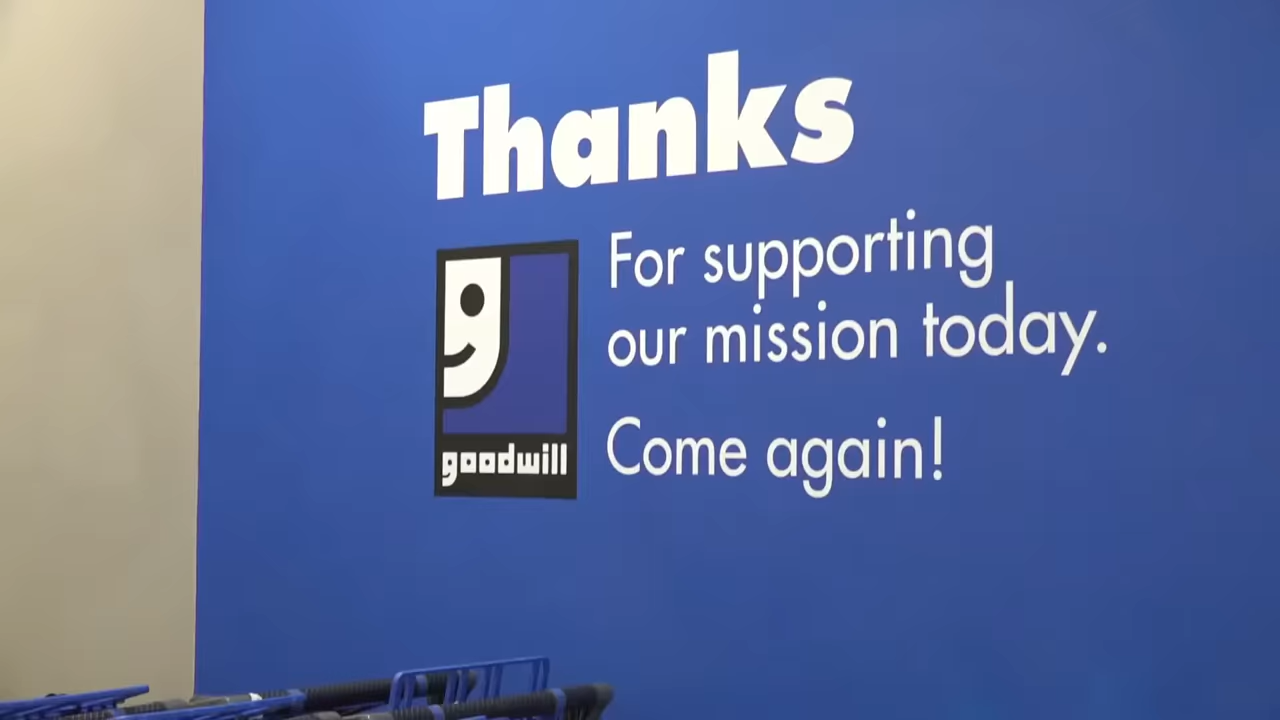 Thanks
For supporting
our mission today.
Come again!
goodwill